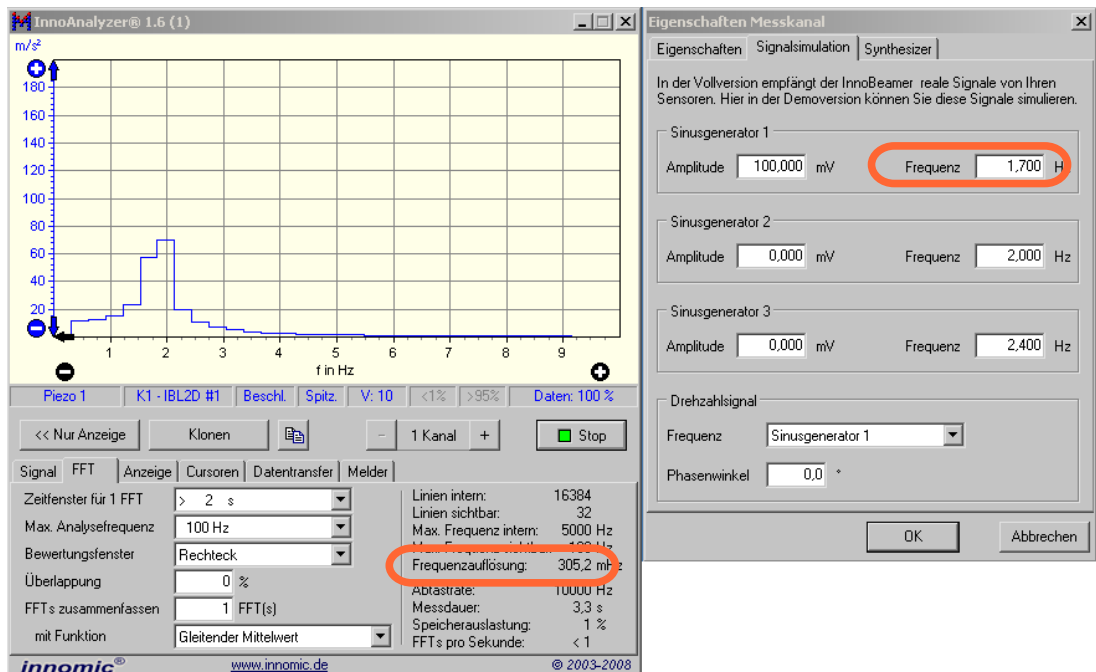 InnoAnalyzer® 1.6 (1)
m/s²
180
160
140
120
100
80
60
40
20
1 2 3 4 5 6 7 8 9
f in Hz
Piezo 1 K1 - IBL2D #1 Beschl. Spitz. V: 10 <1% >95% Daten: 100 %
<< Nur Anzeige Klonen - 1 Kanal + Stop
Signal FFT Anzeige Cursoren Datentransfer Melder
Zeitfenster für 1 FFT > 2 s
Max. Analysefrequenz 100 Hz
Bewertungsfenster Rechteck
Überlappung 0 %
FFTs zusammenfassen 1 FFT(s)
mit Funktion Gleitender Mittelwert
Linien intern: 16384
Linien sichtbar: 32
Max. Frequenz intern: 5000 Hz
Frequenzauflösung: 305,2 mHz
Abtastrate: 10000 Hz
Messdauer: 3,3 s
Speicherauslastung: 1 %
FFTs pro Sekunde: < 1
innomic® www.innomic.de © 2003-2008
Eigenschaften Messkanal
Eigenschaften Signalsimulation Synthesizer
In der Vollversion empfängt der InnoBeamer reale Signale von Ihren
Sensoren. Hier in der Demoversion können Sie diese Signale simulieren.
Sinusgenerator 1
Amplitude 100,000 mV Frequenz 1,700 H
Sinusgenerator 2
Amplitude 0,000 mV Frequenz 2,000 Hz
Sinusgenerator 3
Amplitude 0,000 mV Frequenz 2,400 Hz
Drehzahlsignal
Frequenz Sinusgenerator 1
Phasenwinkel 0,0 °
OK Abbrechen